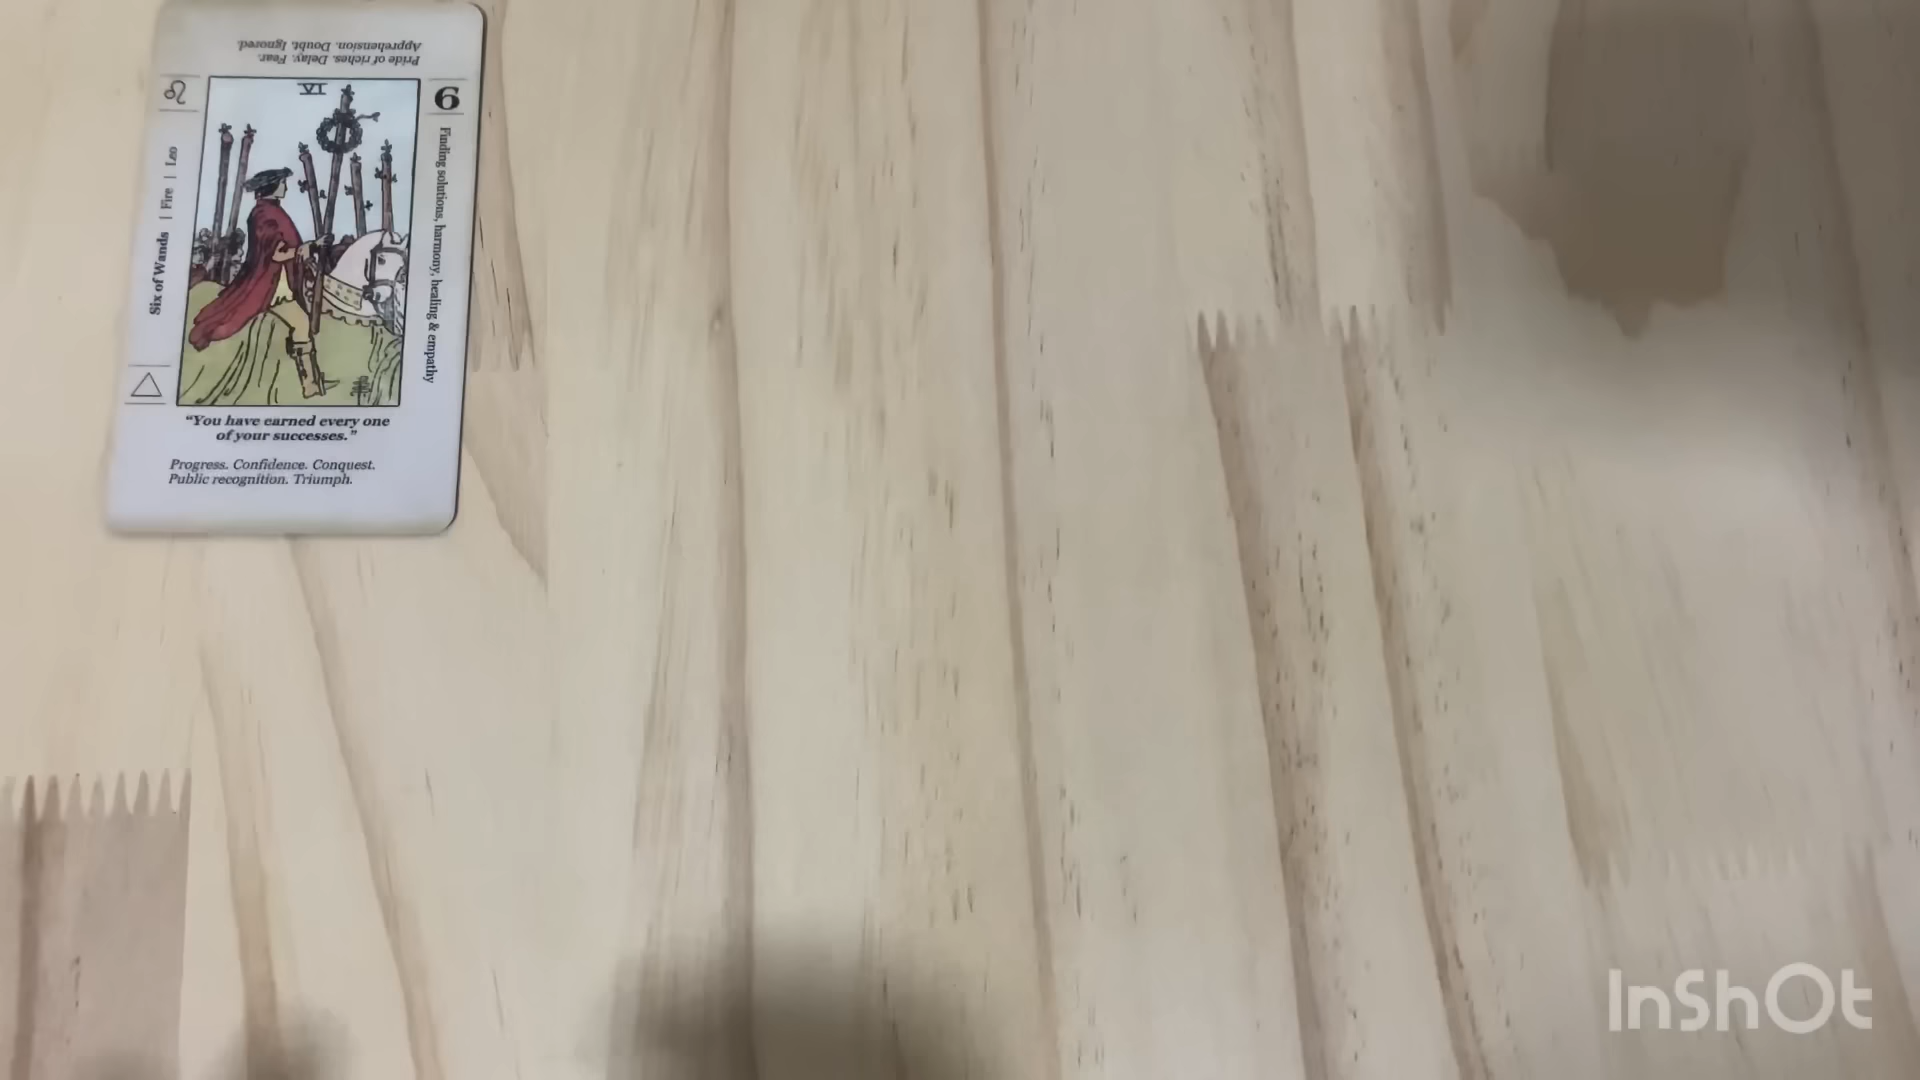 Pride of riches. Delay. Fear.
Apprehension. Doubt. Ignored.
VI
6
Six of Wands | Fire | Leo
Finding solutions, harmony, healing & empathy
“You have earned every one
of your successes.”
Progress. Confidence. Conquest.
Public recognition. Triumph.
InShOt